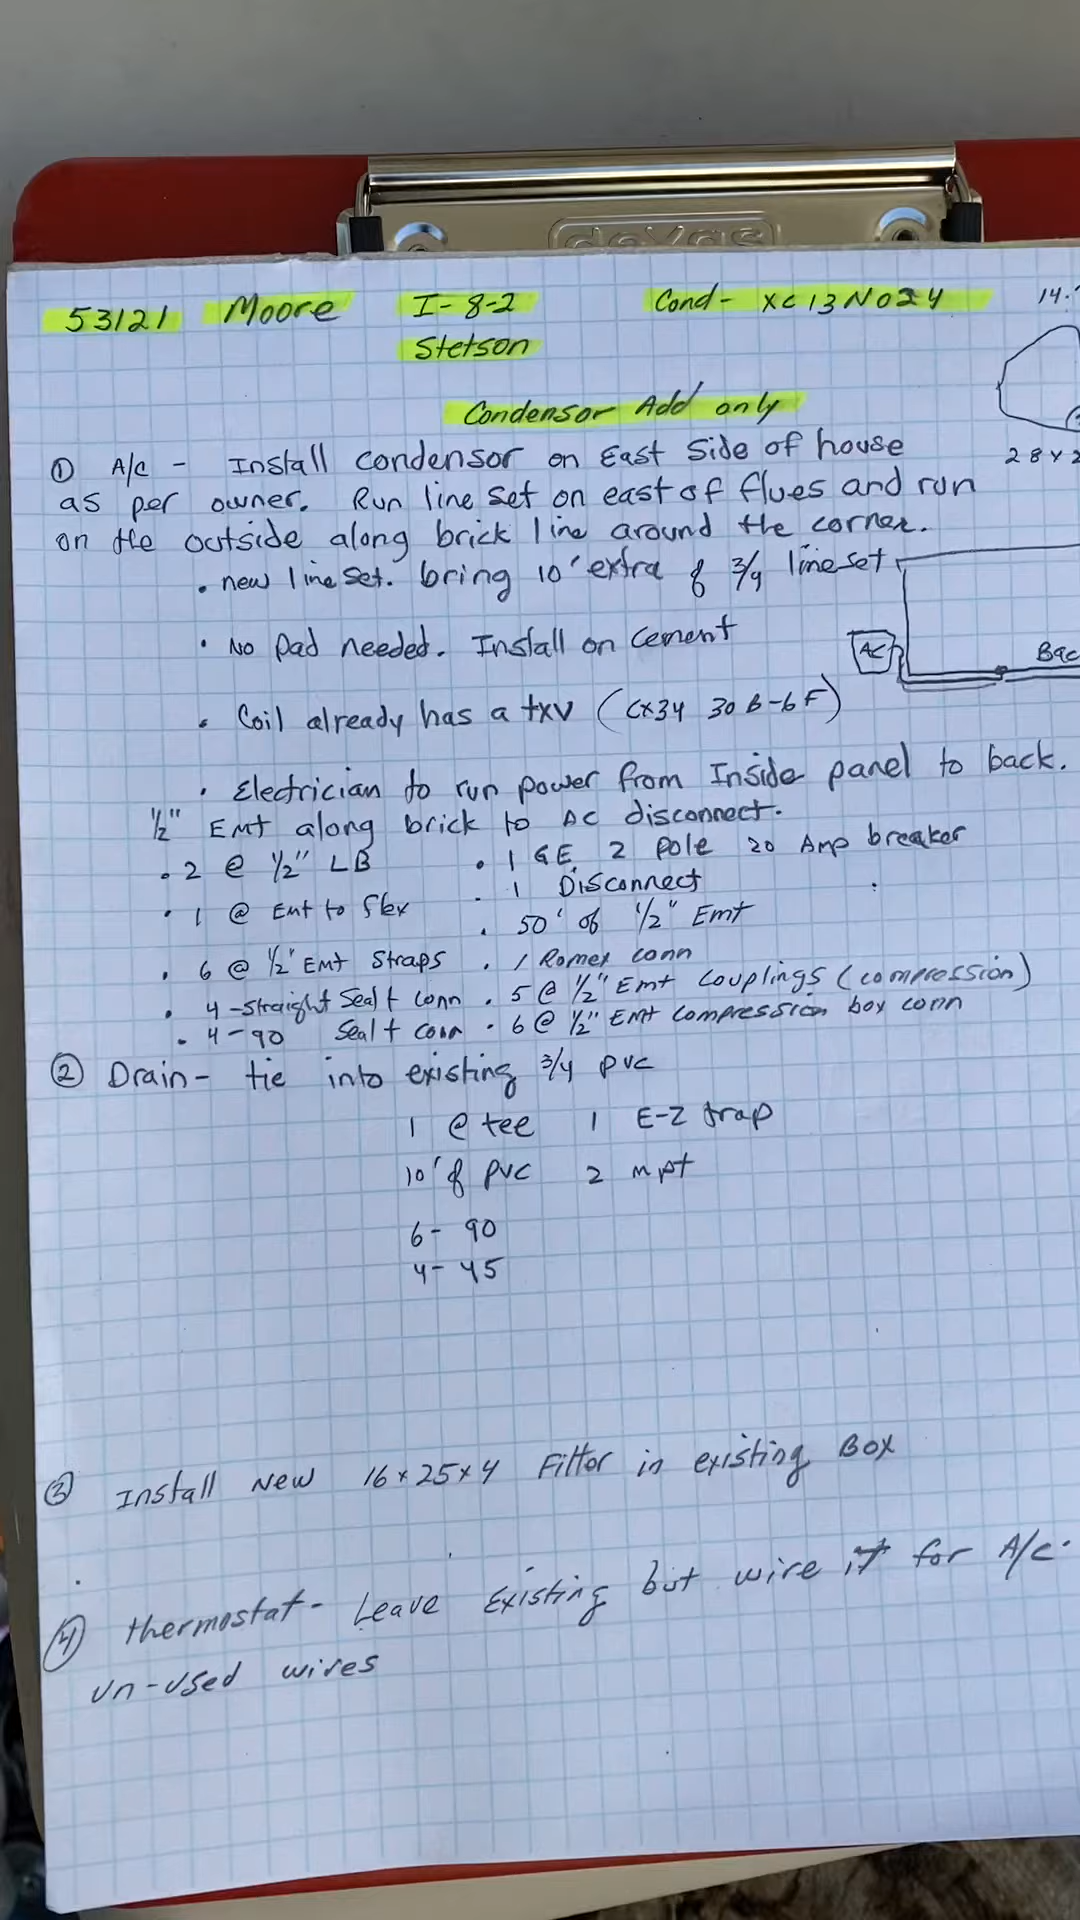 davas
53121 Moore I-8-2 Cond- XC13N024 14.
Stetson
Condensor Add only
① A/C - Install condensor on East Side of house
28 x 2
as per owner. Run line set on east of flues and run
on the outside along brick line around the corner.
• new line set. bring 10' extra of 3/4 line set
• No pad needed. Install on cement
AC
Bac
• Coil already has a txv (CX34 30B-6F)
• Electrician to run power from Inside panel to back.
1/2" EMT along brick to AC disconnect.
• 2 @ 1/2" LB • 1 GE 2 pole 20 Amp breaker
• 1 Disconnect
• 1 @ Emt to flex • 50' of 1/2" Emt
• 6 @ 1/2" EMT Straps • 1 Romex conn
• 4 -straight Sealt conn • 5 @ 1/2" Emt couplings (compression)
• 4-90 Sealt conn • 6 @ 1/2" EMT compression box conn
② Drain- tie into existing 3/4 pvc
1 @ tee 1 E-Z trap
10' of pvc 2 mpt
6- 90
4- 45
③ Install New 16x25x4 Filter in existing Box
④ thermostat- Leave Existing but wire it for A/C.
un-used wires